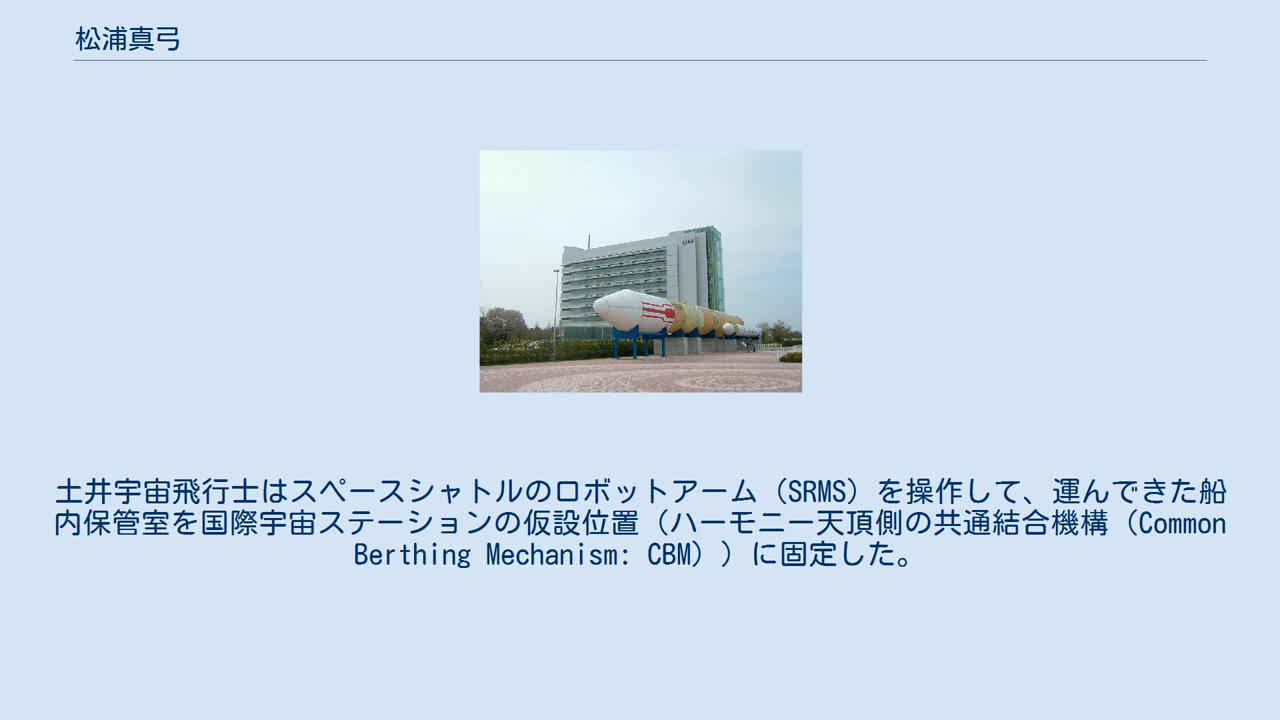 松浦真弓
土井宇宙飛行士はスペースシャトルのロボットアーム（SRMS）を操作して、運んできた船
内保管室を国際宇宙ステーションの仮設位置（ハーモニー天頂側の共通結合機構（Common
Berthing Mechanism: CBM））に固定した。